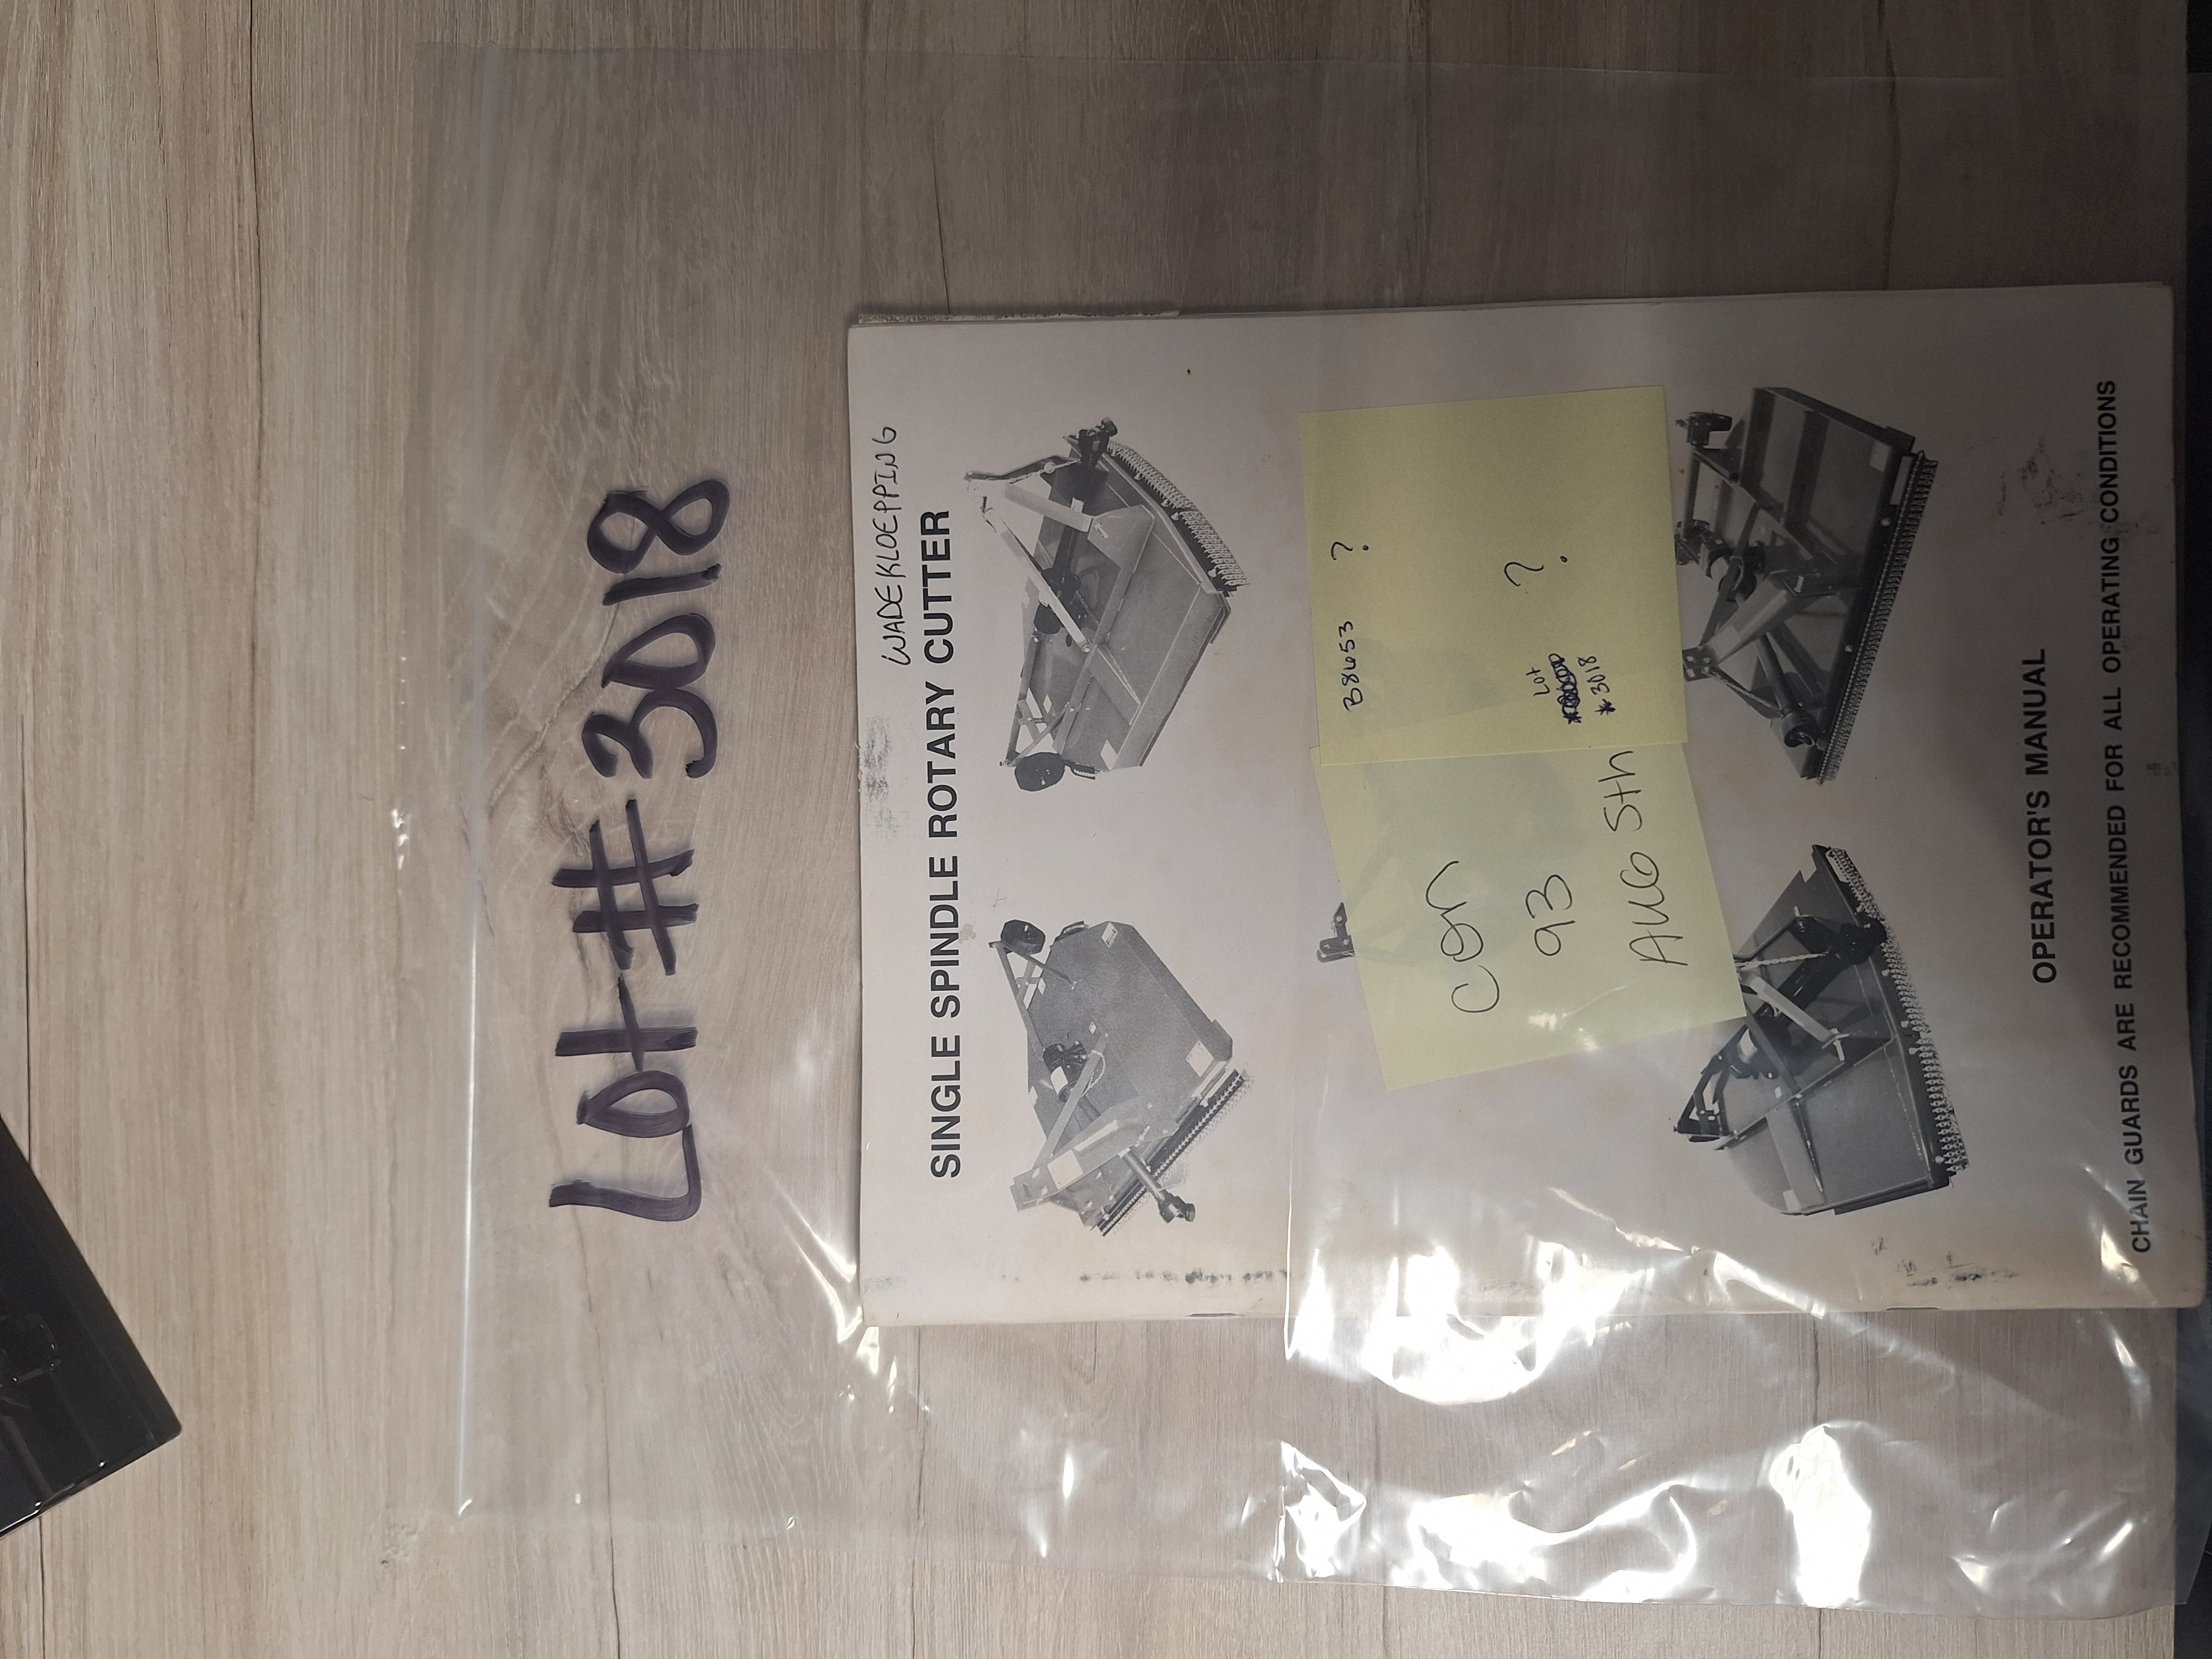 Lot # 3018
WADE KLOEPPING
SINGLE SPINDLE ROTARY CUTTER
B8653 ?
?
Lot
* 3018
con
93
AUG 5th
OPERATOR'S MANUAL
CHAIN GUARDS ARE RECOMMENDED FOR ALL OPERATING CONDITIONS